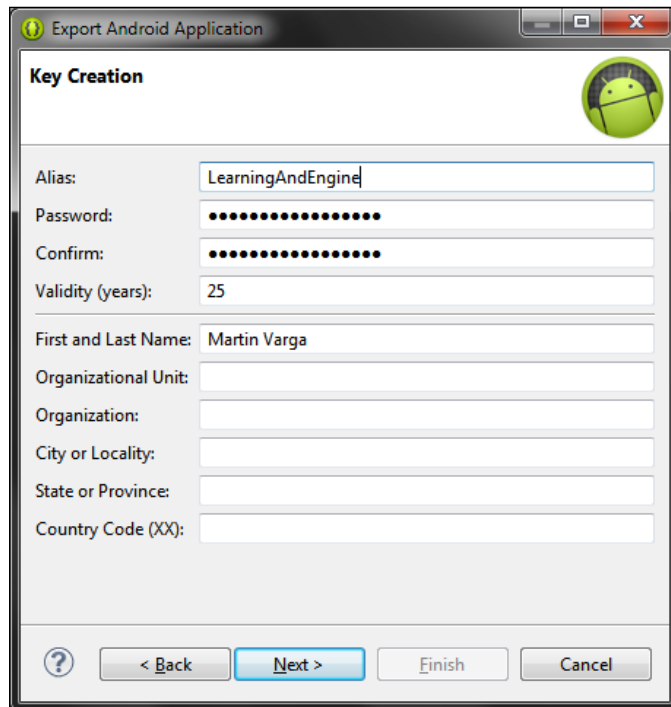 Export Android Application
Key Creation
Alias: LearningAndEngine
Password: •••••••••••••••••
Confirm: •••••••••••••••••
Validity (years): 25
First and Last Name: Martin Varga
Organizational Unit:
Organization:
City or Locality:
State or Province:
Country Code (XX):
? < Back Next > Finish Cancel